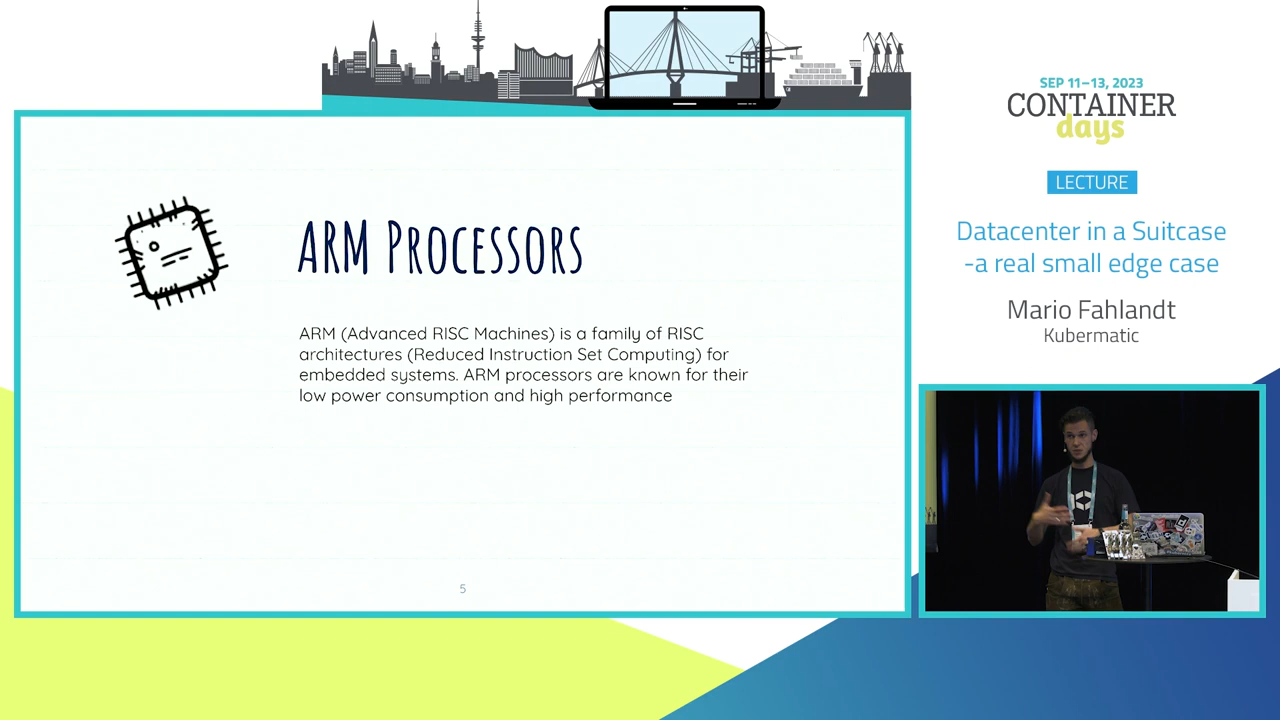 SEP 11–13, 2023
CONTAINER
days
LECTURE
Datacenter in a Suitcase
-a real small edge case
Mario Fahlandt
Kubermatic
ARM PROCESSORS
ARM (Advanced RISC Machines) is a family of RISC
architectures (Reduced Instruction Set Computing) for
embedded systems. ARM processors are known for their
low power consumption and high performance
5